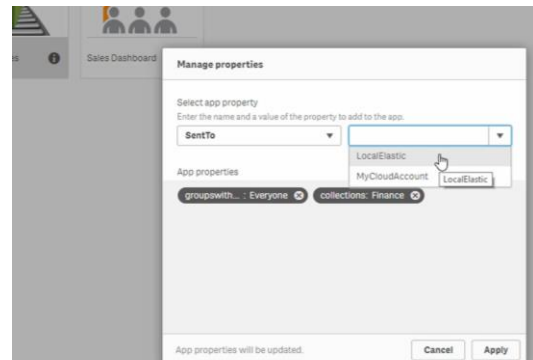 Sales Dashboard
Manage properties
Select app property
Enter the name and a value of the property to add to the app.
SentTo
LocalElastic
MyCloudAccount
LocalElastic
App properties
groupswith... : Everyone
collections: Finance
App properties will be updated.
Cancel
Apply